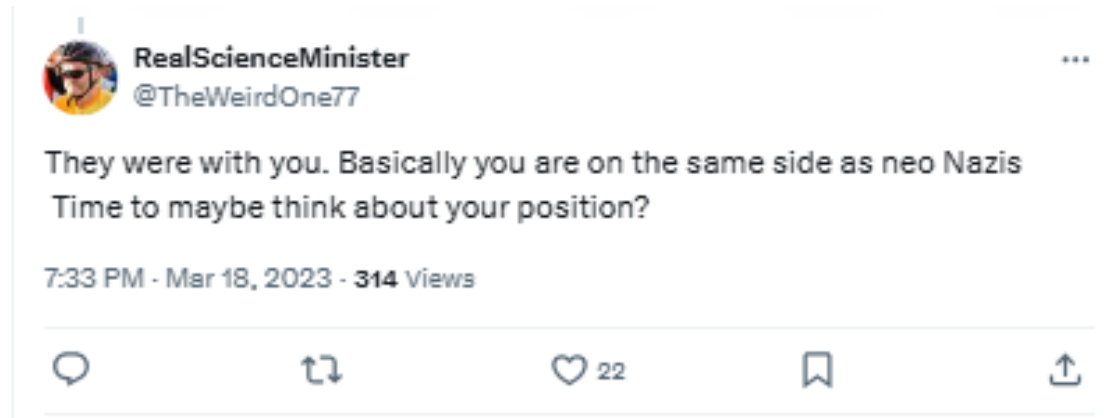 RealScienceMinister
@TheWeirdOne77
They were with you. Basically you are on the same side as neo Nazis
Time to maybe think about your position?
7:33 PM · Mar 18, 2023 · 314 Views
22